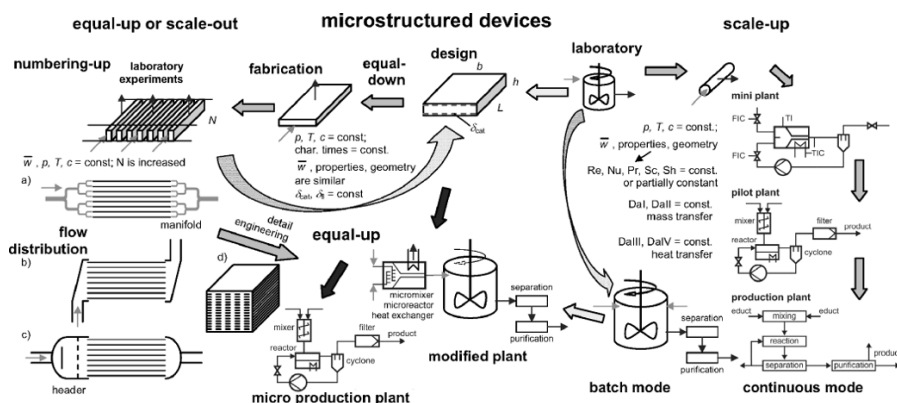 equal-up or scale-out
microstructured devices
scale-up
numbering-up
laboratory
experiments
N
w̅ , p, T, c = const; N is increased
fabrication
equal-
down
design
b
h
L
δcat
p, T, c = const;
char. times = const.
w̅ , properties, geometry
are similar
δcat, δt = const
laboratory
mini plant
FIC
TI
FIC
TIC
p, T, c = const.;
w̅, properties, geometry
Re, Nu, Pr, Sc, Sh = const.
or partially constant
DaI, DaII = const.
mass transfer
DaIII, DaIV = const.
heat transfer
pilot plant
mixer
filter
product
reactor
cyclone
production plant
educt
mixing
educt
reaction
product
separation
purification
continuous mode
a)
manifold
flow
distribution
b)
c)
header
detail
engineering
d)
equal-up
micromixer
microreactor
heat exchanger
separation
purification
modified plant
mixer
filter
product
reactor
cyclone
micro production plant
separation
purification
batch mode